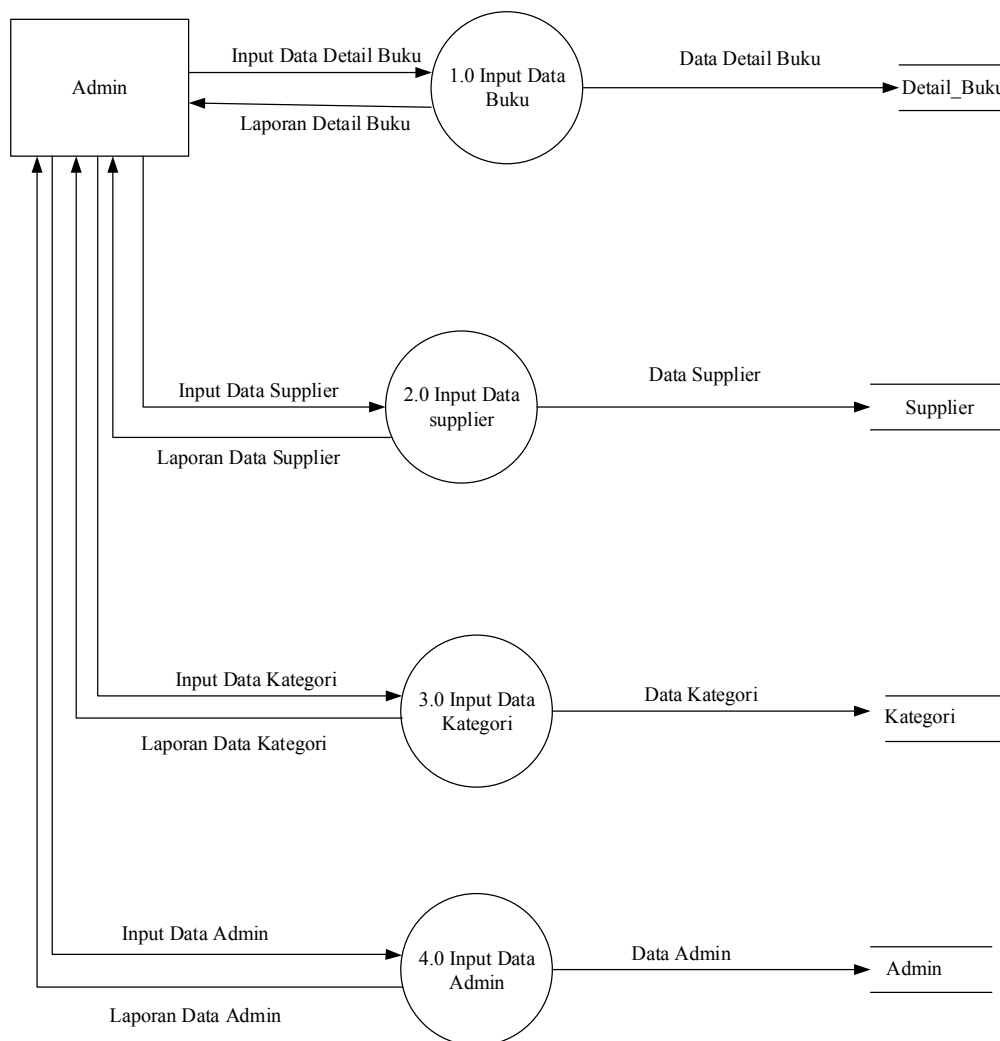 Admin
Input Data Detail Buku
Laporan Detail Buku
1.0 Input Data
Buku
Data Detail Buku
Detail_Buku
Input Data Supplier
Laporan Data Supplier
2.0 Input Data
supplier
Data Supplier
Supplier
Input Data Kategori
Laporan Data Kategori
3.0 Input Data
Kategori
Data Kategori
Kategori
Input Data Admin
Laporan Data Admin
4.0 Input Data
Admin
Data Admin
Admin